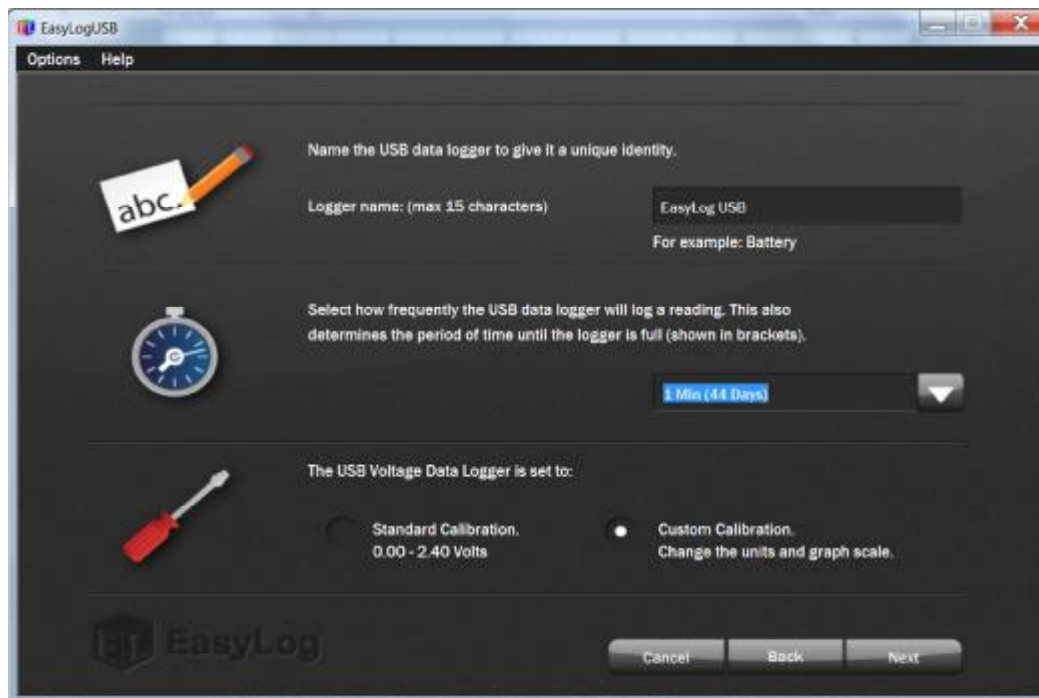 EasyLogUSB
Options Help
Name the USB data logger to give it a unique identity.
abc.
Logger name: (max 15 characters)
EasyLog USB
For example: Battery
Select how frequently the USB data logger will log a reading. This also
determines the period of time until the logger is full (shown in brackets).
1 Min (44 Days)
The USB Voltage Data Logger is set to:
Standard Calibration.
0.00 - 2.40 Volts
Custom Calibration.
Change the units and graph scale.
EasyLog
Cancel Back Next